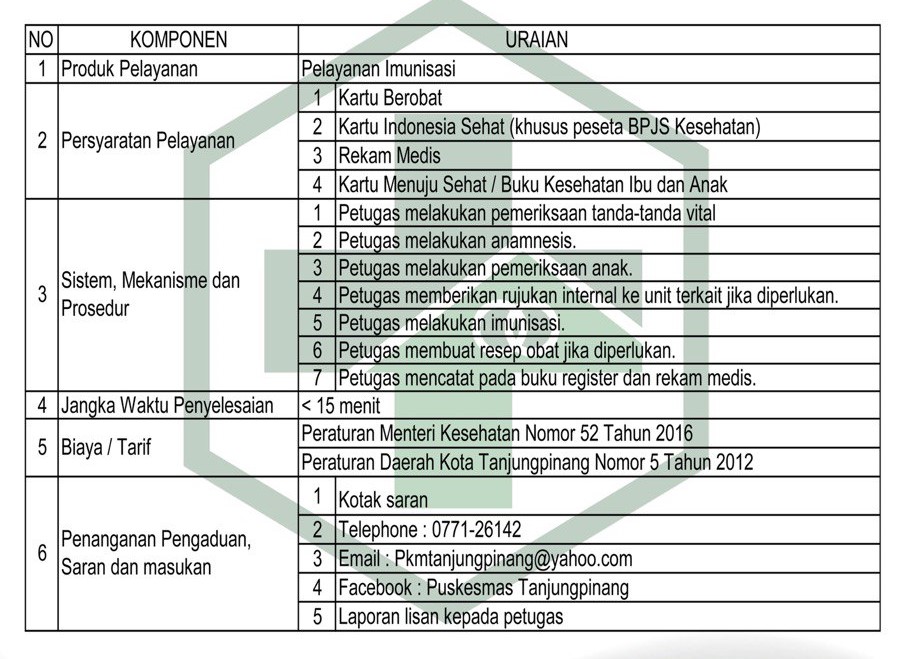 NO KOMPONEN URAIAN
1 Produk Pelayanan Pelayanan Imunisasi
2 Persyaratan Pelayanan
1 Kartu Berobat
2 Kartu Indonesia Sehat (khusus peseta BPJS Kesehatan)
3 Rekam Medis
4 Kartu Menuju Sehat / Buku Kesehatan Ibu dan Anak
3 Sistem, Mekanisme dan
Prosedur
1 Petugas melakukan pemeriksaan tanda-tanda vital
2 Petugas melakukan anamnesis.
3 Petugas melakukan pemeriksaan anak.
4 Petugas memberikan rujukan internal ke unit terkait jika diperlukan.
5 Petugas melakukan imunisasi.
6 Petugas membuat resep obat jika diperlukan.
7 Petugas mencatat pada buku register dan rekam medis.
4 Jangka Waktu Penyelesaian < 15 menit
5 Biaya / Tarif
Peraturan Menteri Kesehatan Nomor 52 Tahun 2016
Peraturan Daerah Kota Tanjungpinang Nomor 5 Tahun 2012
6 Penanganan Pengaduan,
Saran dan masukan
1 Kotak saran
2 Telephone : 0771-26142
3 Email : Pkmtanjungpinang@yahoo.com
4 Facebook : Puskesmas Tanjungpinang
5 Laporan lisan kepada petugas